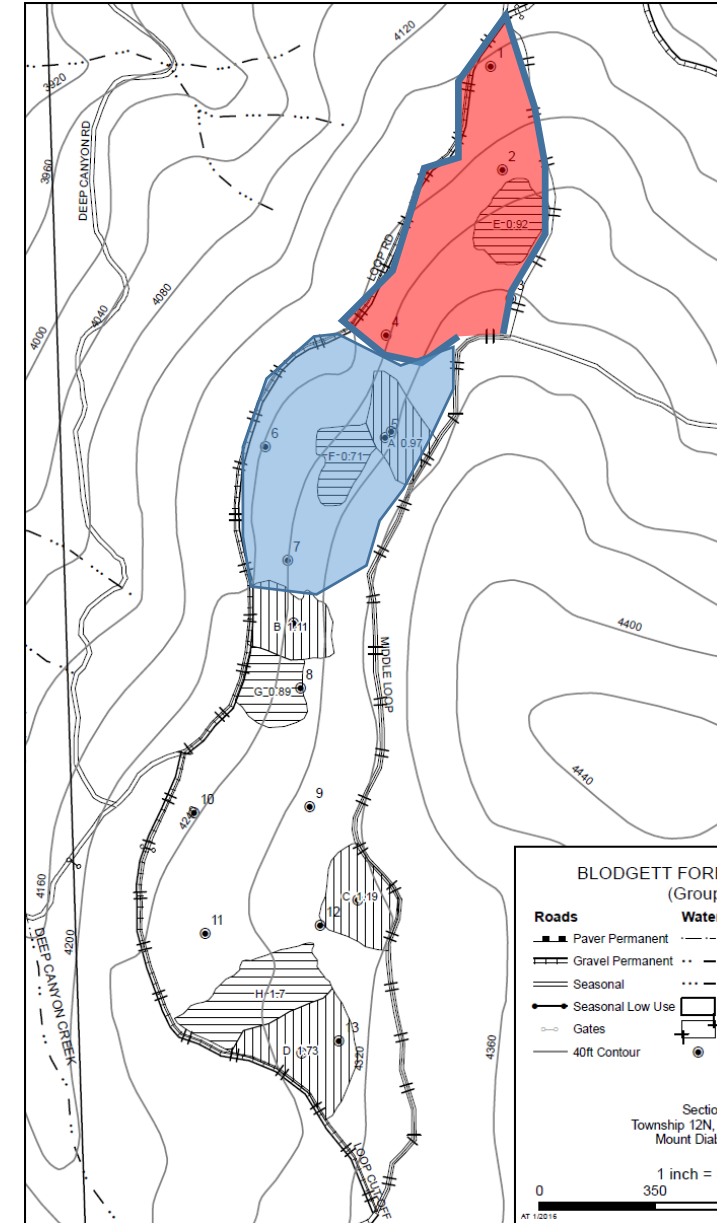 4120
3920
1
DEEP CANYON RD
2
3960
E 0.92
LOOP RD
4080
3
4040
4
4000
5
6
A 0.97
F 0.71
7
B 1.11
4400
MIDDLE LOOP
8
G 0.89
4440
9
10
4240
4160
C 1.19
12
11
4200
DEEP CANYON CREEK
H 1.7
13
D 1.73
4320
4360
LOOP CUTOFF
BLODGETT FOR
(Group
Roads
Water
Paver Permanent
Gravel Permanent
Seasonal
Seasonal Low Use
Gates
40ft Contour
Sectio
Township 12N,
Mount Diab
1 inch =
0 350
AT 1/2016